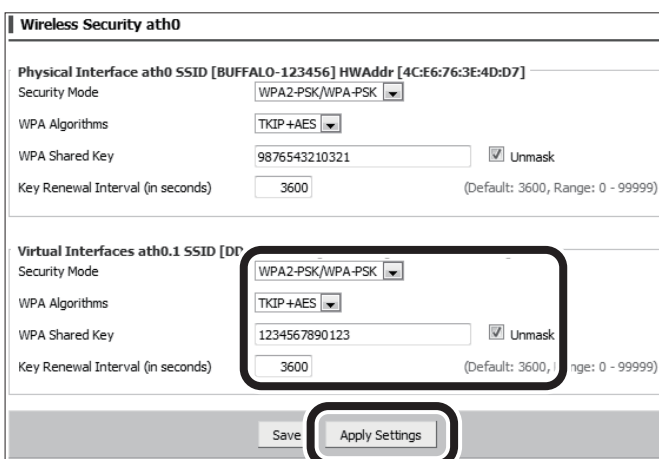 Wireless Security ath0
Physical Interface ath0 SSID [BUFFALO-123456] HWAddr [4C:E6:76:3E:4D:D7]
Security Mode WPA2-PSK/WPA-PSK
WPA Algorithms TKIP+AES
WPA Shared Key 9876543210321 Unmask
Key Renewal Interval (in seconds) 3600 (Default: 3600, Range: 0 - 99999)
Virtual Interfaces ath0.1 SSID
Security Mode WPA2-PSK/WPA-PSK
WPA Algorithms TKIP+AES
WPA Shared Key 1234567890123 Unmask
Key Renewal Interval (in seconds) 3600 (Default: 3600, nge: 0 - 99999)
Save Apply Settings